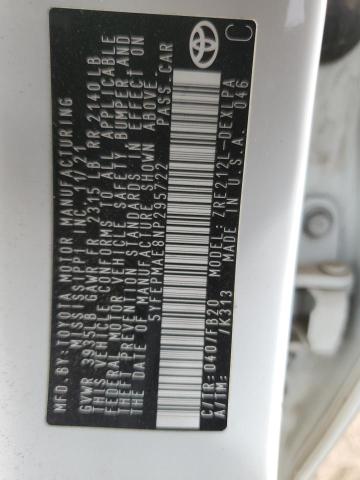 MFD. BY: TOYOTA MOTOR MANUFACTURING
MISSISSIPPI, INC. 11/21
GVWR 3935LB GAWR FR 2315 LB RR 2140LB
THIS VEHICLE CONFORMS TO ALL APPLICABLE
FEDERAL MOTOR VEHICLE SAFETY, BUMPER, AND
THEFT PREVENTION STANDARDS IN EFFECT ON
THE DATE OF MANUFACTURE SHOWN ABOVE.
5YFEPMAE8NP295722 PASS.CAR
C/TR: 040/FB20 ZRE212L-DEXLPA
A/TM: /K313 MADE IN U.S.A. 046
TOYOTA
C